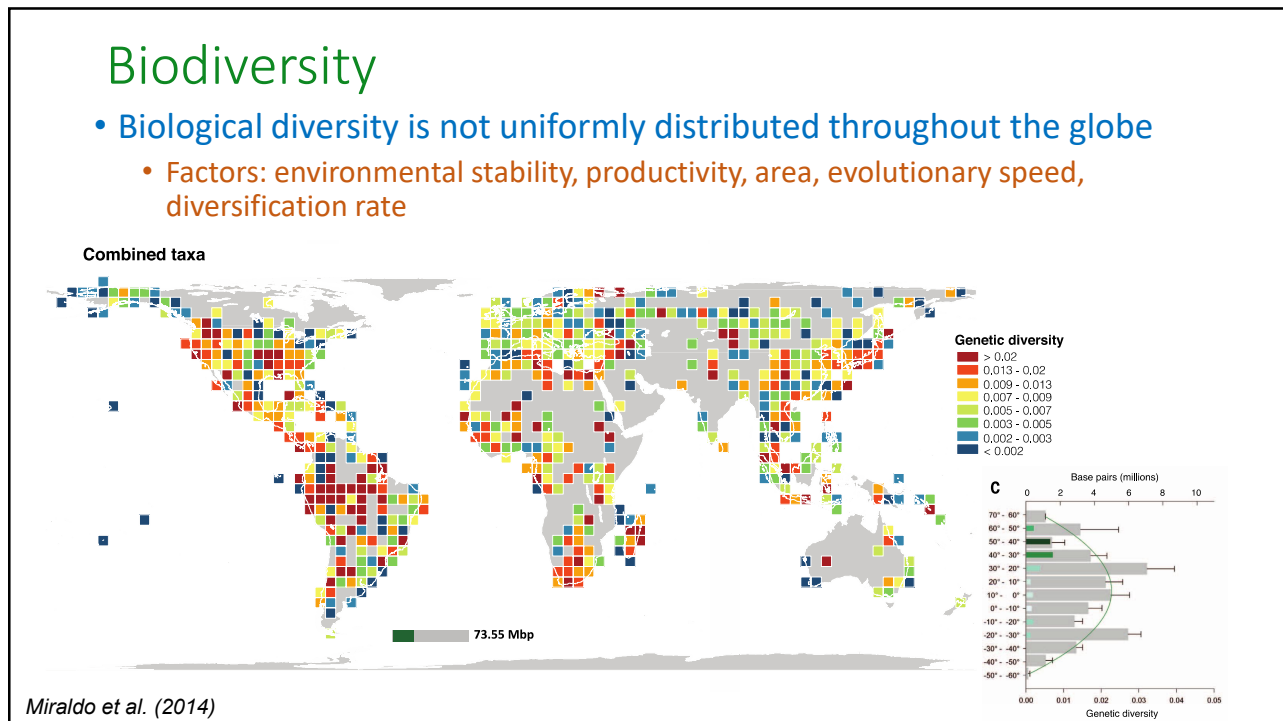 Biodiversity
• Biological diversity is not uniformly distributed throughout the globe
• Factors: environmental stability, productivity, area, evolutionary speed,
diversification rate
Combined taxa
Genetic diversity
> 0.02
0.013 - 0.02
0.009 - 0.013
0.007 - 0.009
0.005 - 0.007
0.003 - 0.005
0.002 - 0.003
< 0.002
73.55 Mbp
C
Base pairs (millions)
0 2 4 6 8 10
70° - 60°
60° - 50°
50° - 40°
40° - 30°
30° - 20°
20° - 10°
10° - 0°
0° - -10°
-10° - -20°
-20° - -30°
-30° - -40°
-40° - -50°
-50° - -60°
0.00 0.01 0.02 0.03 0.04 0.05
Genetic diversity
Miraldo et al. (2014)